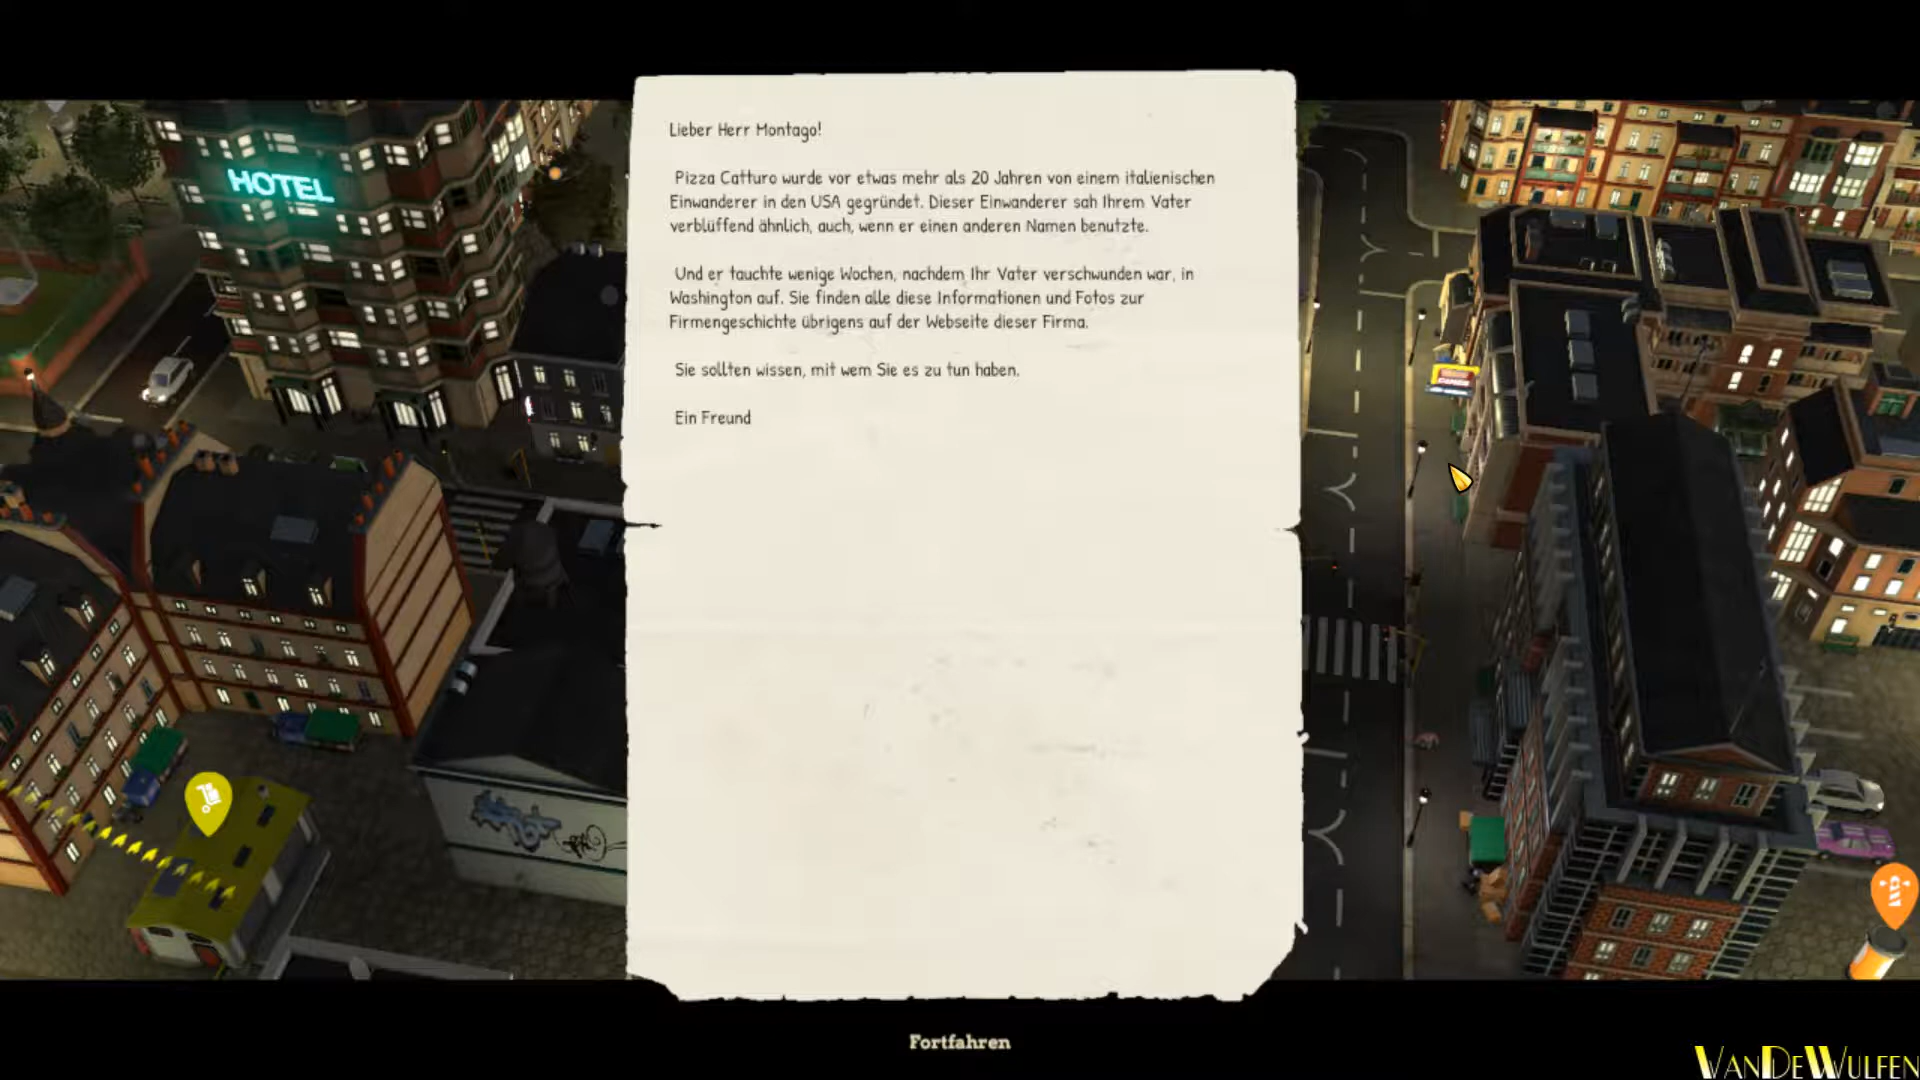 HOTEL
Lieber Herr Montago!
Pizza Catturo wurde vor etwas mehr als 20 Jahren von einem italienischen
Einwanderer in den USA gegründet. Dieser Einwanderer sah Ihrem Vater
verblüffend ähnlich, auch, wenn er einen anderen Namen benutzte.
Und er tauchte wenige Wochen, nachdem Ihr Vater verschwunden war, in
Washington auf. Sie finden alle diese Informationen und Fotos zur
Firmengeschichte übrigens auf der Webseite dieser Firma.
Sie sollten wissen, mit wem Sie es zu tun haben.
Ein Freund
Fortfahren
VANDEWULFEN